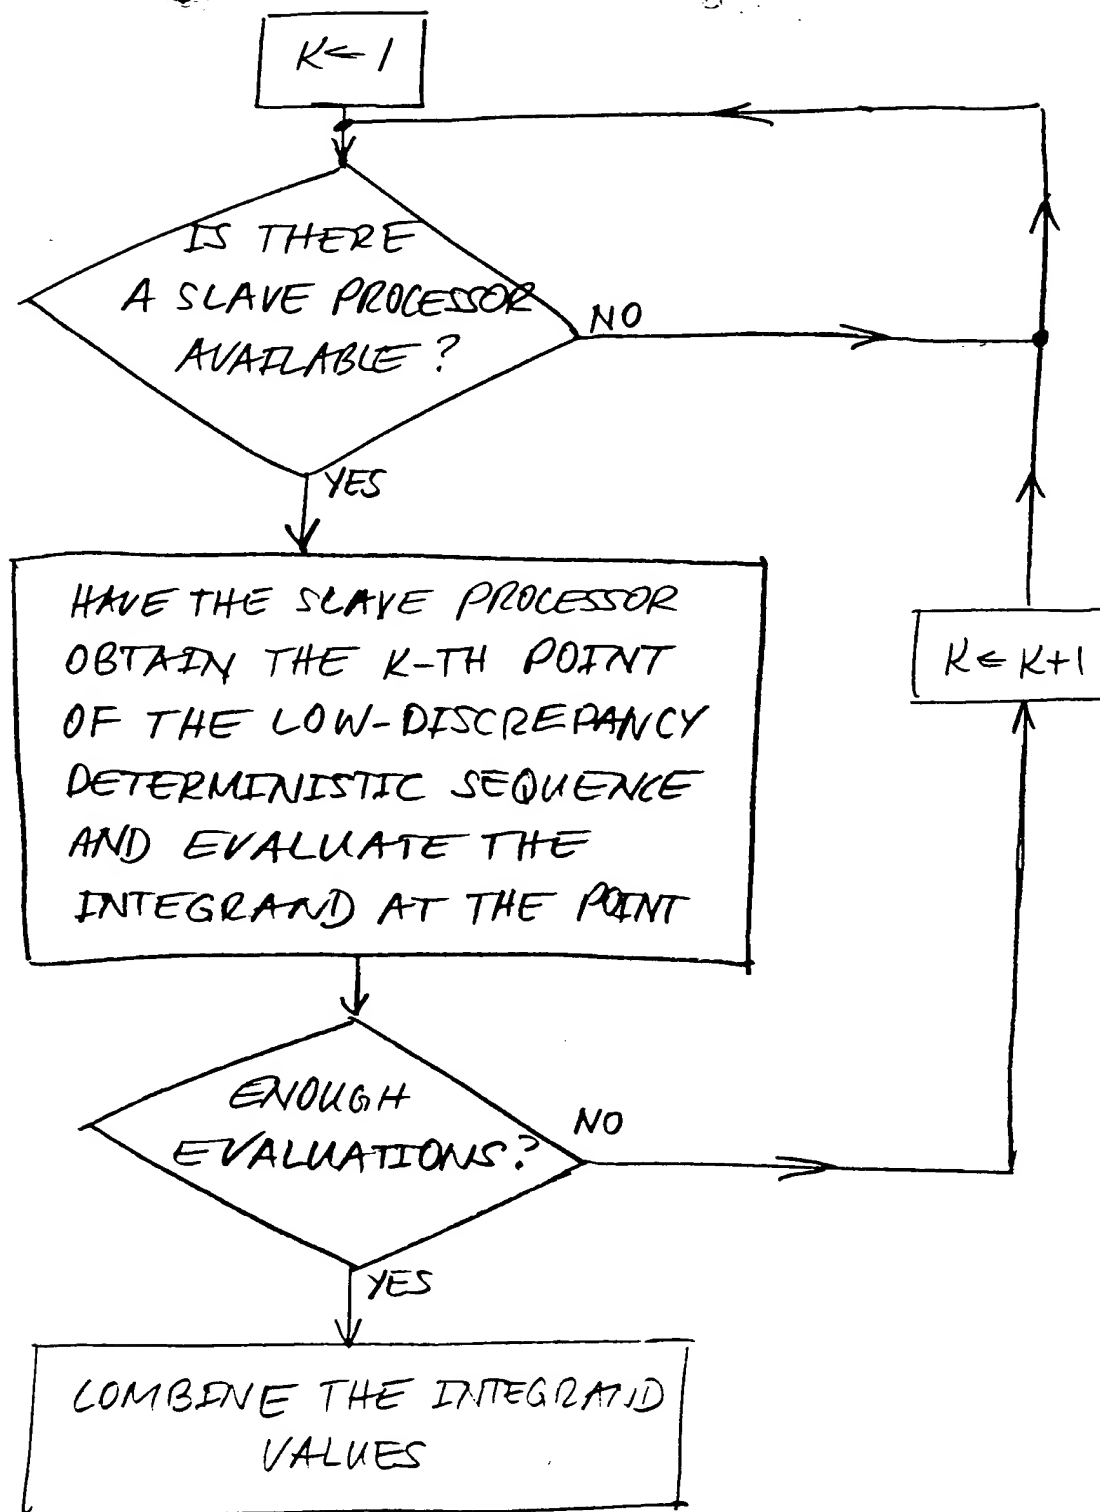 K ← 1
IS THERE
A SLAVE PROCESSOR
AVAILABLE?
NO
YES
HAVE THE SLAVE PROCESSOR
OBTAIN THE K-TH POINT
OF THE LOW-DISCREPANCY
DETERMINISTIC SEQUENCE
AND EVALUATE THE
INTEGRAND AT THE POINT
K ← K+1
ENOUGH
EVALUATIONS?
NO
YES
COMBINE THE INTEGRAND
VALUES